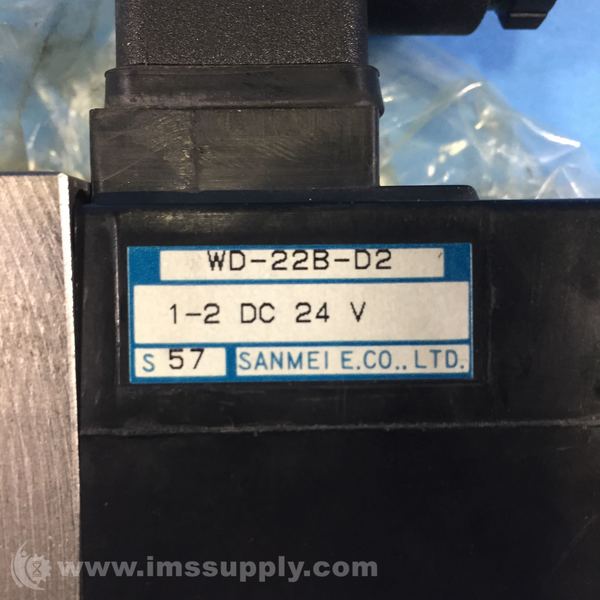 WD-22B-D2
1-2 DC 24 V
S 57 SANMEI E.CO., LTD.
www.imssupply.com